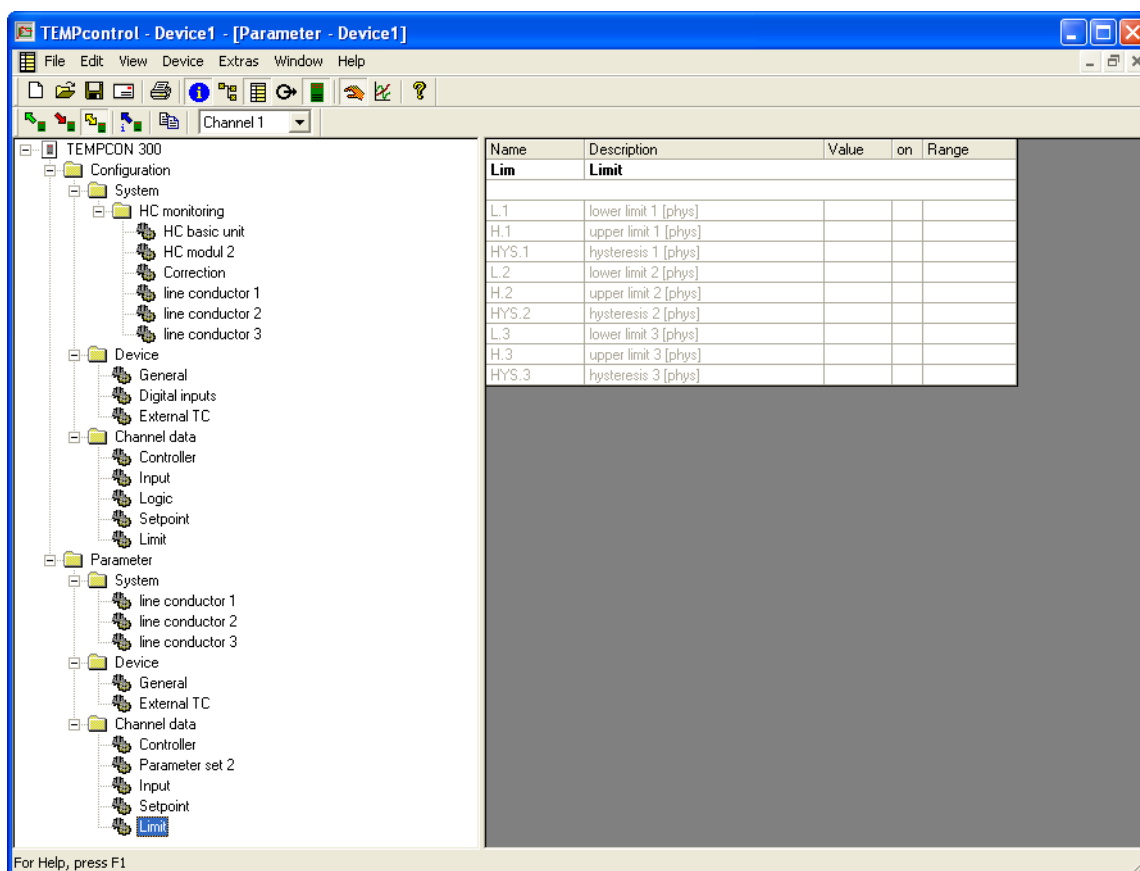 TEMPcontrol - Device1 - [Parameter - Device1]
File Edit View Device Extras Window Help
Channel 1
TEMPCON 300
Configuration
System
HC monitoring
HC basic unit
HC modul 2
Correction
line conductor 1
line conductor 2
line conductor 3
Device
General
Digital inputs
External TC
Channel data
Controller
Input
Logic
Setpoint
Limit
Parameter
System
line conductor 1
line conductor 2
line conductor 3
Device
General
External TC
Channel data
Controller
Parameter set 2
Input
Setpoint
Limit
Name Description Value on Range
Lim Limit
L.1 lower limit 1 [phys]
H.1 upper limit 1 [phys]
HYS.1 hysteresis 1 [phys]
L.2 lower limit 2 [phys]
H.2 upper limit 2 [phys]
HYS.2 hysteresis 2 [phys]
L.3 lower limit 3 [phys]
H.3 upper limit 3 [phys]
HYS.3 hysteresis 3 [phys]
For Help, press F1